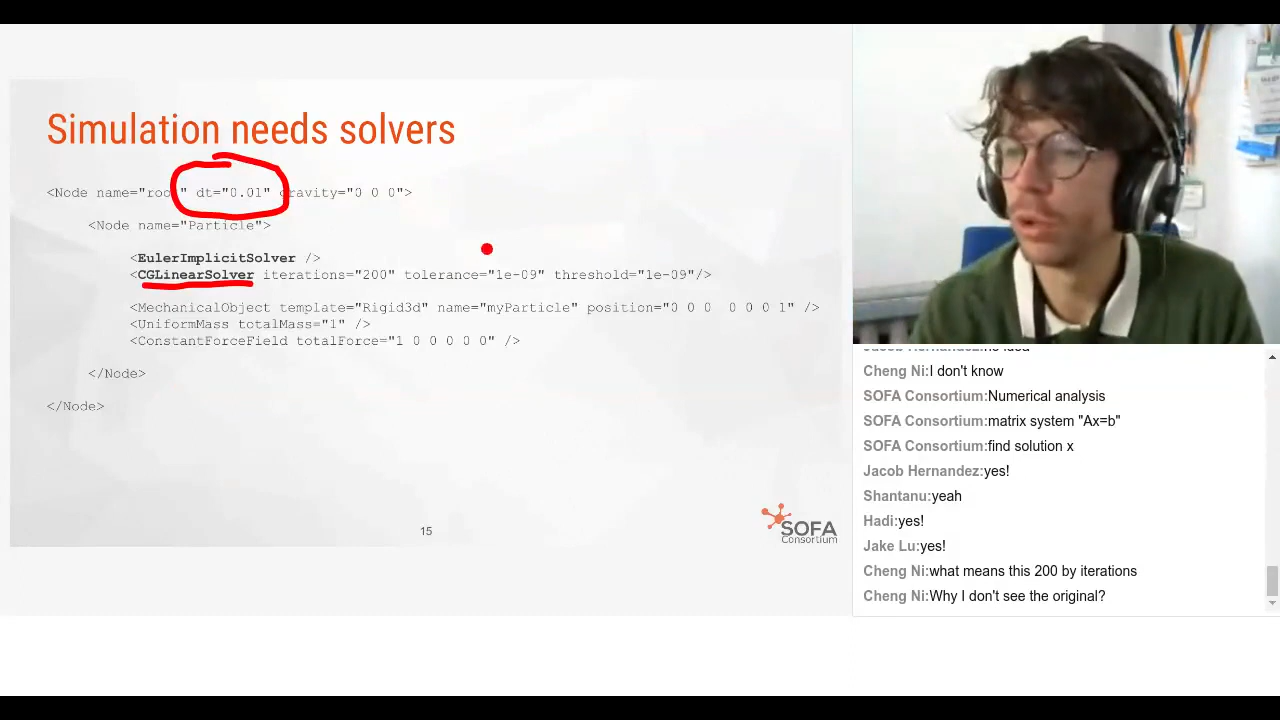 Simulation needs solvers
<Node name="roo" dt="0.01" gravity="0 0 0">
<Node name="Particle">
<EulerImplicitSolver />
<CGLinearSolver iterations="200" tolerance="1e-09" threshold="1e-09"/>
<MechanicalObject template="Rigid3d" name="myParticle" position="0 0 0  0 0 0 1" />
<UniformMass totalMass="1" />
<ConstantForceField totalForce="1 0 0 0 0 0" />
</Node>
</Node>
15
SOFA
Consortium
Cheng Ni:I don't know
SOFA Consortium:Numerical analysis
SOFA Consortium:matrix system "Ax=b"
SOFA Consortium:find solution x
Jacob Hernandez:yes!
Shantanu:yeah
Hadi:yes!
Jake Lu:yes!
Cheng Ni:what means this 200 by iterations
Cheng Ni:Why I don't see the original?